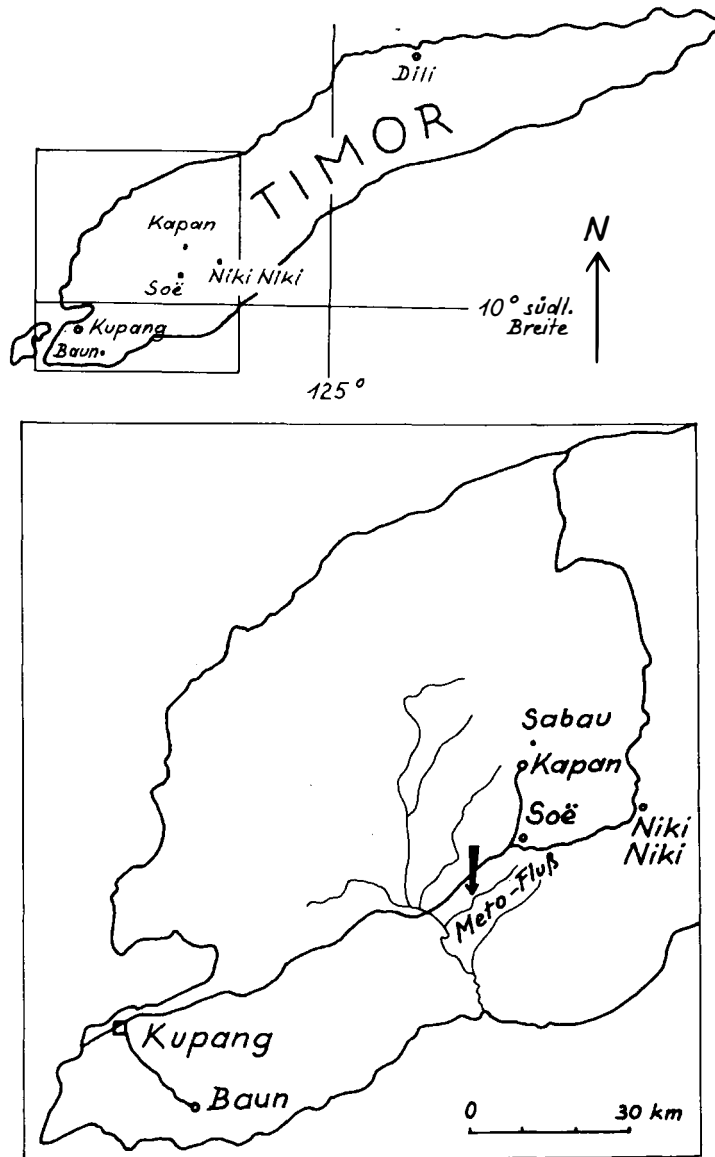 Dili
TIMOR
N
Kapan
Soë
Niki Niki
10° südl.
Breite
Kupang
Baun
125°
Sabau
Kapan
Soë
Niki
Niki
Meto-Fluß
Kupang
Baun
0 30 km